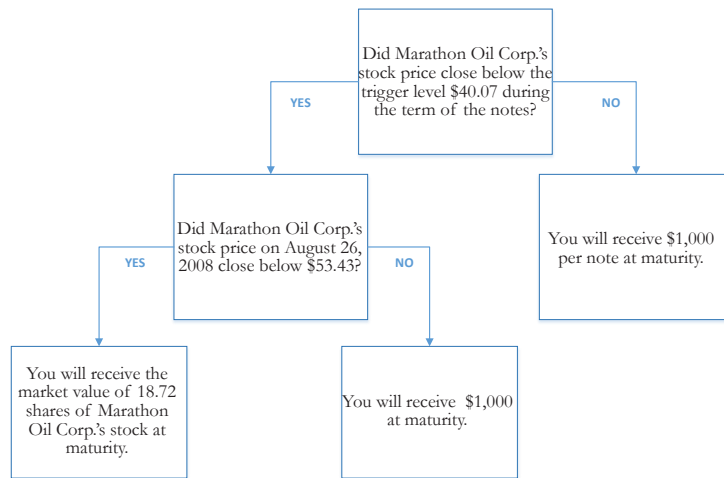 Did Marathon Oil Corp.'s
stock price close below the
trigger level $40.07 during
the term of the notes?
YES
NO
Did Marathon Oil Corp.'s
stock price on August 26,
2008 close below $53.43?
You will receive $1,000
per note at maturity.
YES
NO
You will receive the
market value of 18.72
shares of Marathon
Oil Corp.'s stock at
maturity.
You will receive $1,000
at maturity.